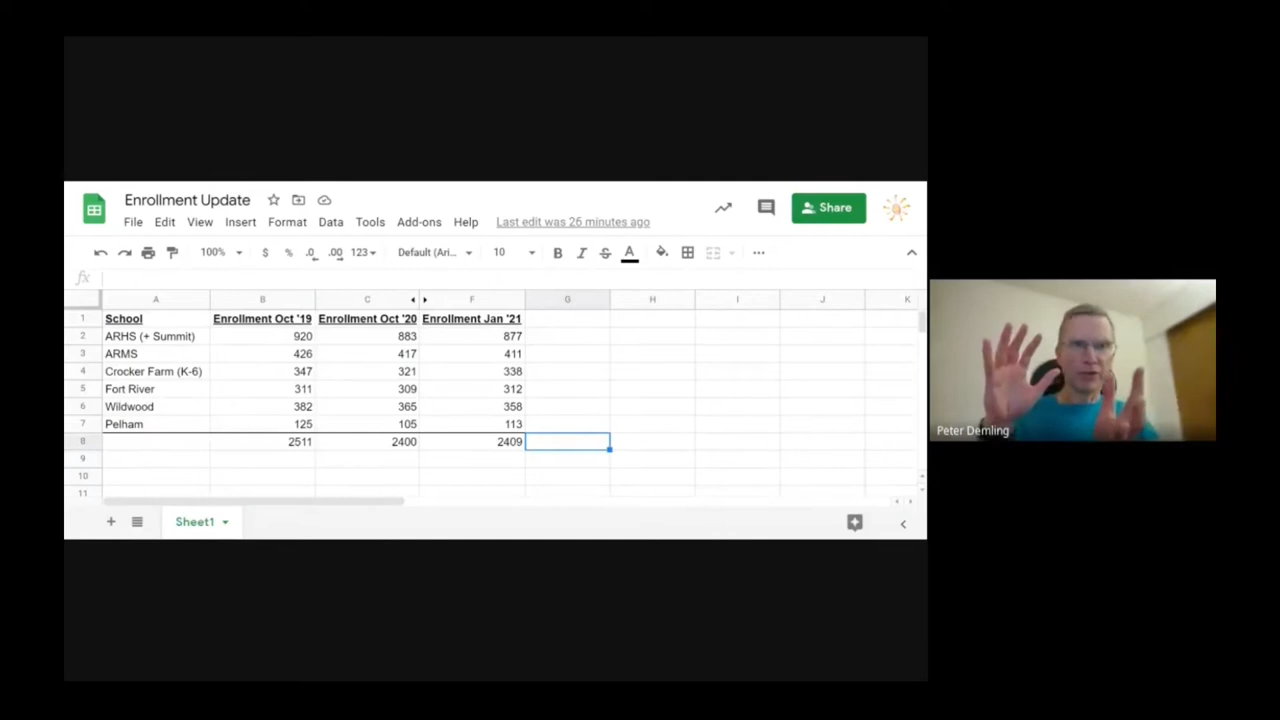 Enrollment Update
File Edit View Insert Format Data Tools Add-ons Help Last edit was 26 minutes ago
Share
100% $ % .0 .00 123 Default (Ari... 10 B I S A
fx
A B C F G H I J K
1 School Enrollment Oct '19 Enrollment Oct '20 Enrollment Jan '21
2 ARHS (+ Summit) 920 883 877
3 ARMS 426 417 411
4 Crocker Farm (K-6) 347 321 338
5 Fort River 311 309 312
6 Wildwood 382 365 358
7 Pelham 125 105 113
8 2511 2400 2409
9
10
11
Sheet1
Peter Demling